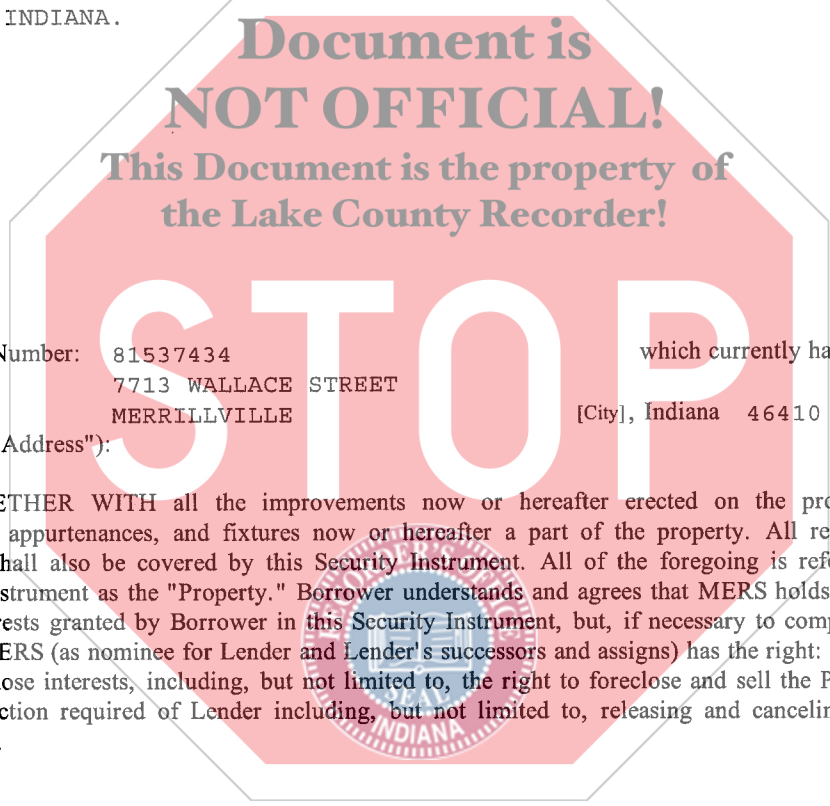 INDIANA.
Document is
NOT OFFICIAL!
This Document is the property of
the Lake County Recorder!
STOP
Number: 81537434 which currently ha
7713 WALLACE STREET
MERRILLVILLE [City], Indiana 46410
Address"):
ETHER WITH all the improvements now or hereafter erected on the pro
appurtenances, and fixtures now or hereafter a part of the property. All re
hall also be covered by this Security Instrument. All of the foregoing is refe
strument as the "Property." Borrower understands and agrees that MERS holds
ests granted by Borrower in this Security Instrument, but, if necessary to comp
ERS (as nominee for Lender and Lender's successors and assigns) has the right:
ose interests, including, but not limited to, the right to foreclose and sell the P
ction required of Lender including, but not limited to, releasing and cancelin
RECORDER'S OFFICE
SEAL
INDIANA